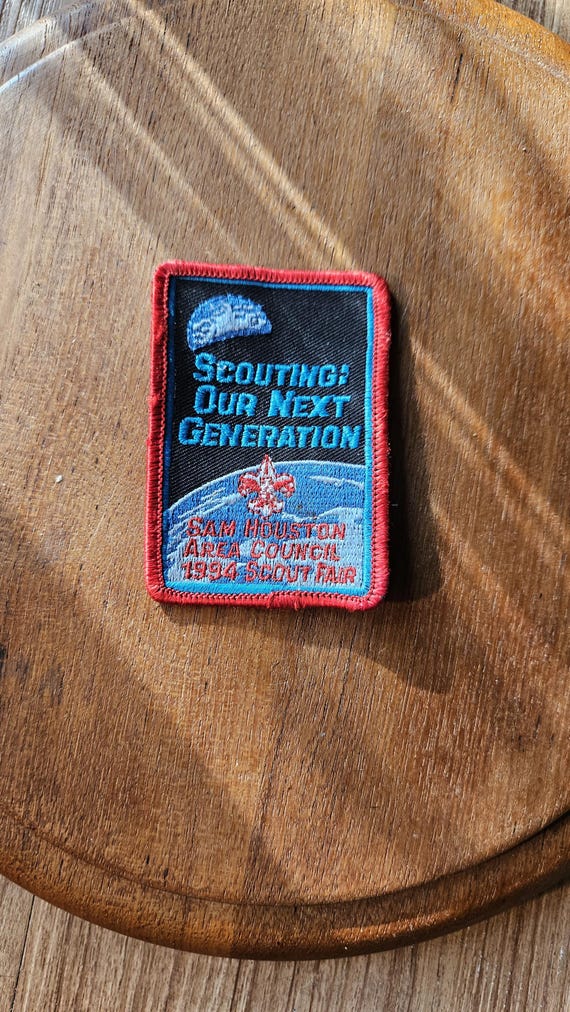 SCOUTING:
OUR NEXT
GENERATION
SAM HOUSTON
AREA COUNCIL
1994 SCOUT FAIR